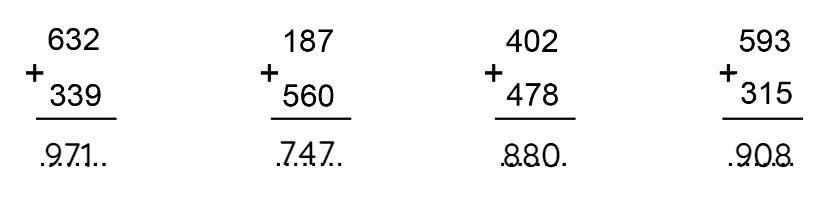 632 187 402 593
+ + + +
339 560 478 315
.971.. .747.. .880. .908